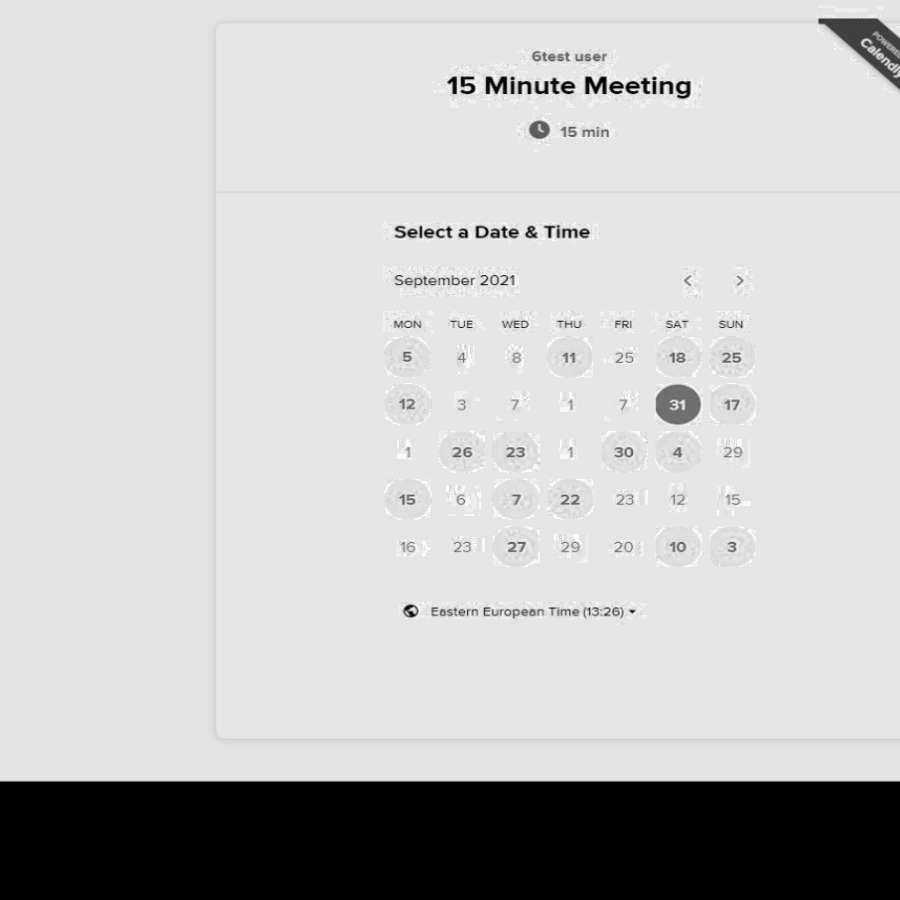 POWERED
Calendly
6test user
15 Minute Meeting
15 min
Select a Date & Time
September 2021
MON TUE WED THU FRI SAT SUN
5 4 8 11 25 18 25
12 3 7 1 7 31 17
1 26 23 1 30 4 29
15 6 7 22 23 12 15
16 23 27 29 20 10 3
Eastern European Time (13:26)